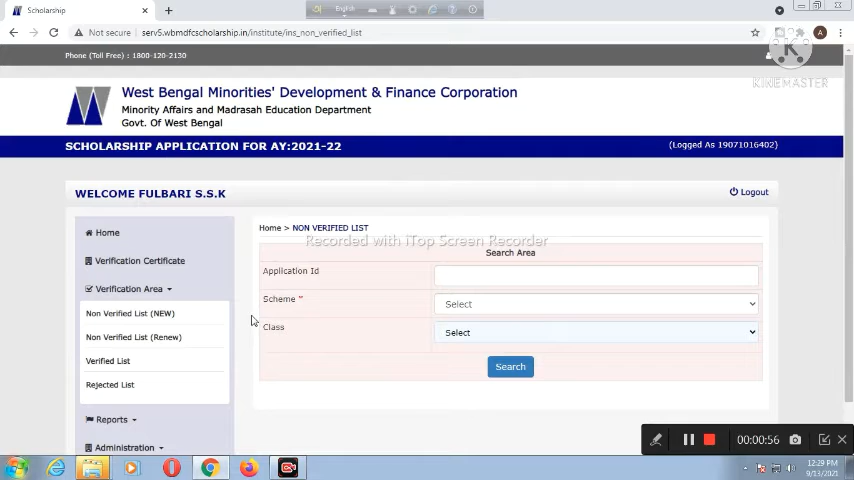 Scholarship
English
Not secure
serv5.wbmdfcscholarship.in/institute/ins_non_verified_list
A
Phone (Toll Free) : 1800-120-2130
K
KINEMASTER
West Bengal Minorities' Development & Finance Corporation
Minority Affairs and Madrasah Education Department
Govt. Of West Bengal
SCHOLARSHIP APPLICATION FOR AY:2021-22
(Logged As 19071016402)
WELCOME FULBARI S.S.K
Logout
Home
Home > NON VERIFIED LIST
Recorded with iTop Screen Recorder
Search Area
Verification Certificate
Application Id
Verification Area
Scheme *
Select
Non Verified List (NEW)
Class
Select
Non Verified List (Renew)
Verified List
Search
Rejected List
Reports
Administration
00:00:56
12:29 PM
9/13/2021